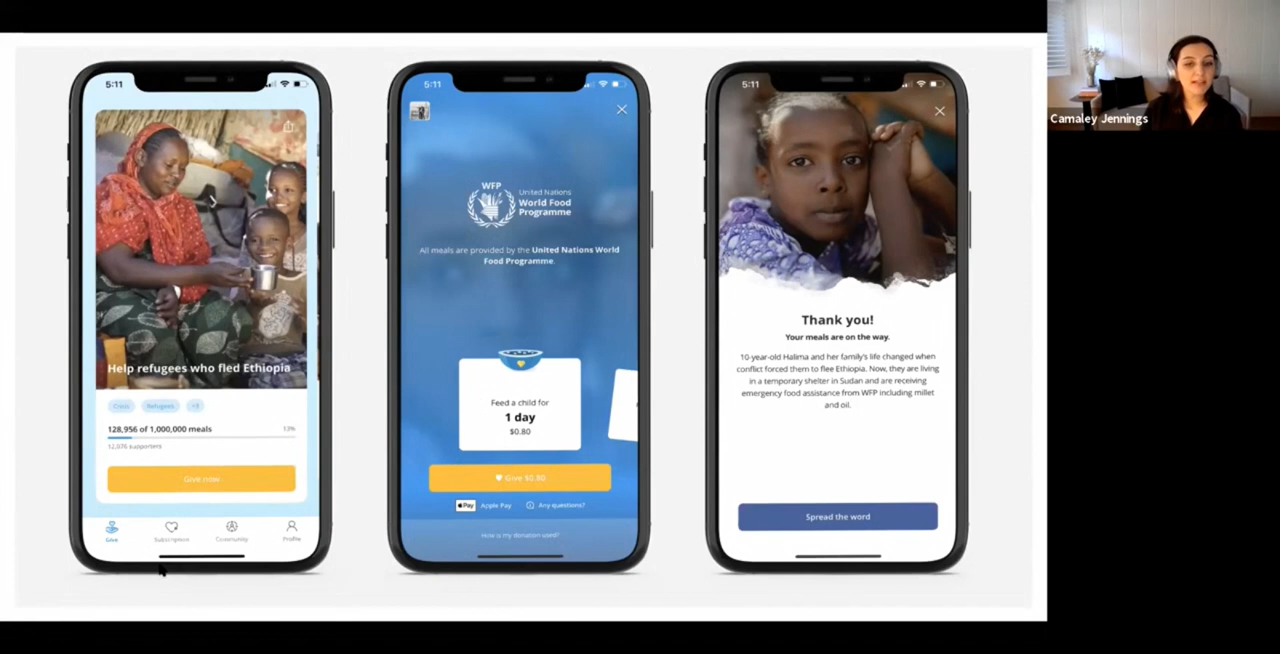 5:11
Help refugees who fled Ethiopia
Crisis
Refugees
+3
128,956 of 1,000,000 meals
13%
12,076 supporters
Give now
Give
Subscription
Community
Profile
5:11
WFP
United Nations
World Food
Programme
All meals are provided by the United Nations World
Food Programme.
Feed a child for
1 day
$0.80
Give $0.80
Pay
Apple Pay
Any questions?
How is my donation used?
5:11
Thank you!
Your meals are on the way.
10-year-old Halima and her family's life changed when
conflict forced them to flee Ethiopia. Now, they are living
in a temporary shelter in Sudan and are receiving
emergency food assistance from WFP including millet
and oil.
Spread the word
Camaley Jennings